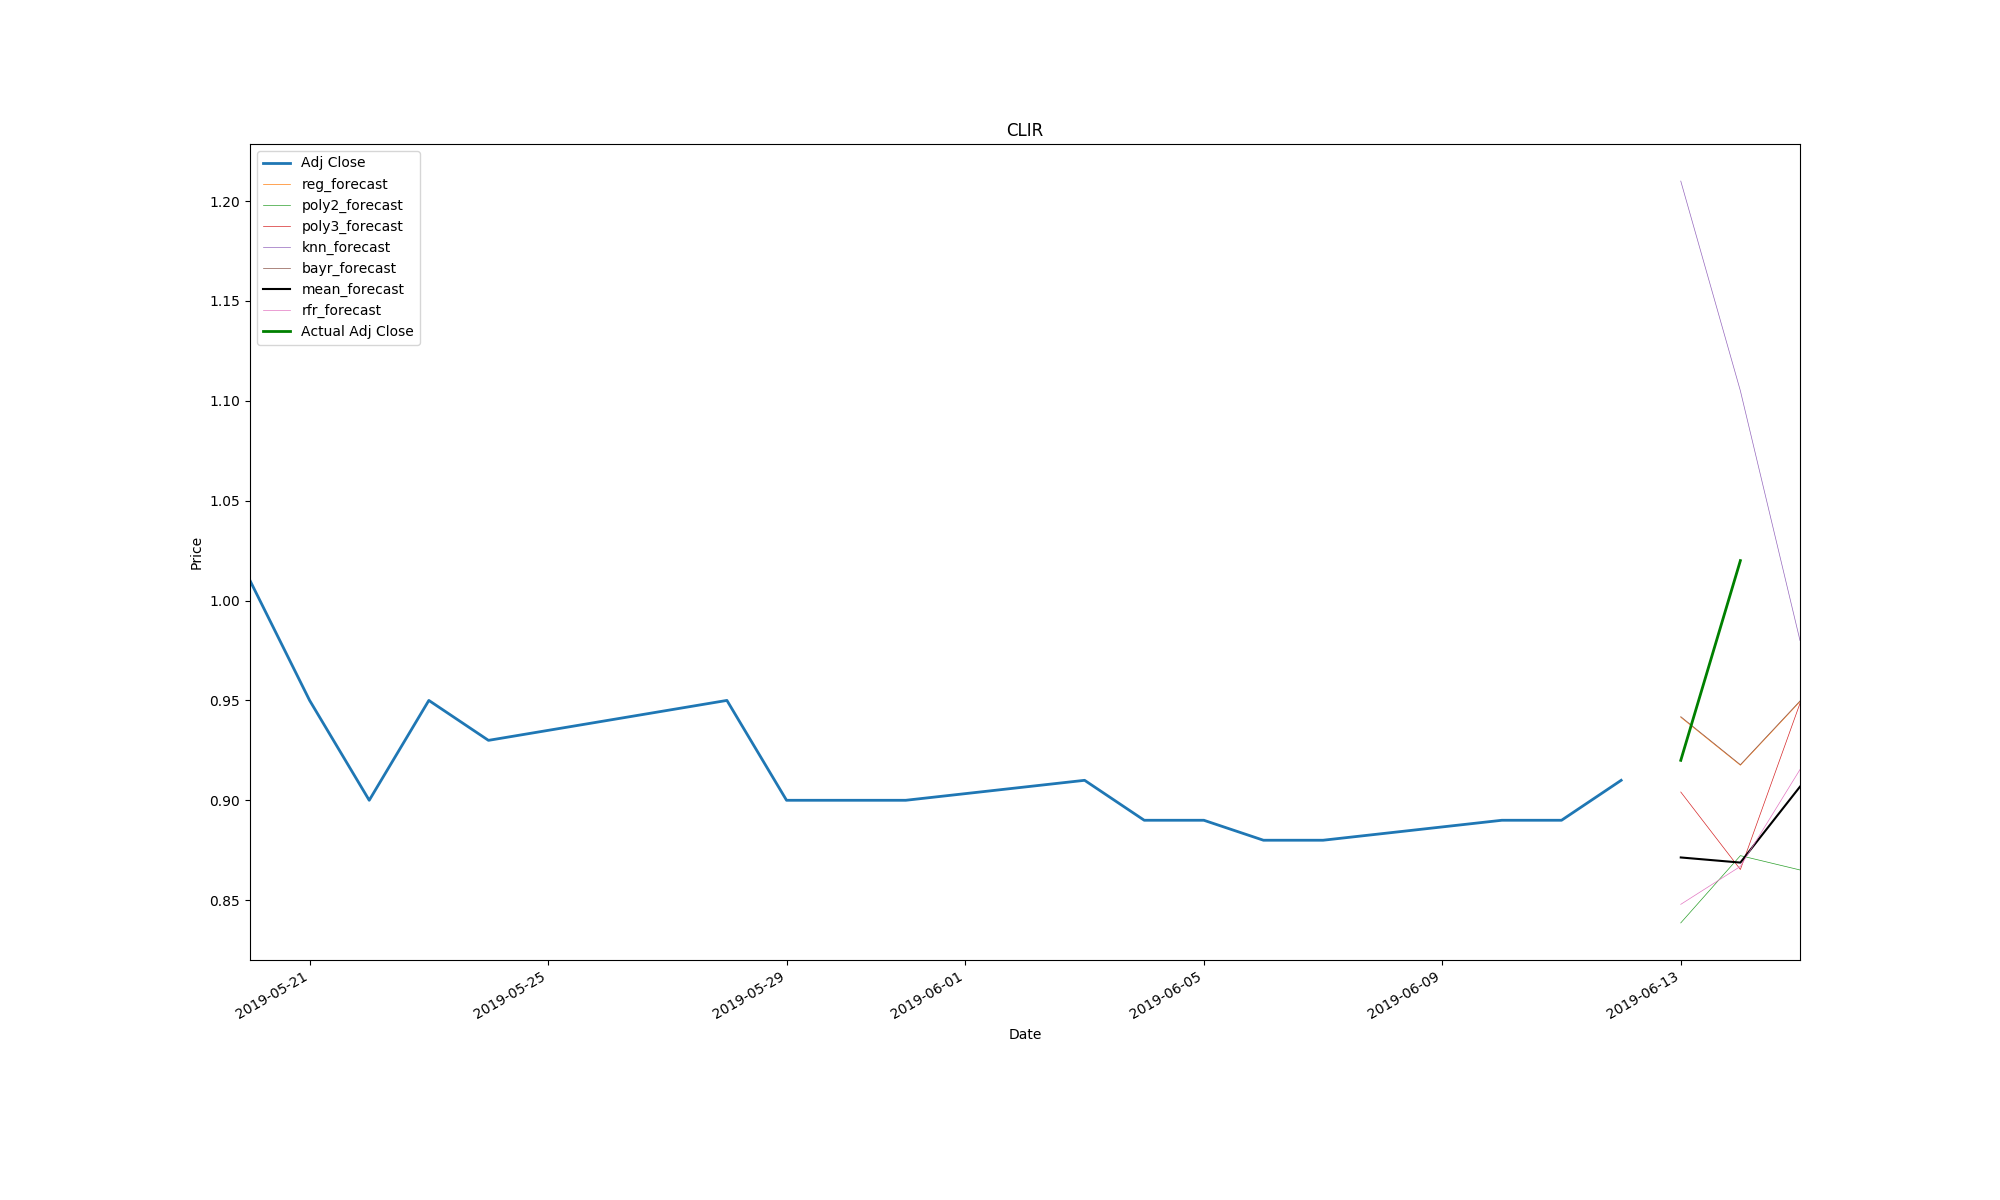 CLIR
Adj Close
reg_forecast
poly2_forecast
poly3_forecast
knn_forecast
bayr_forecast
mean_forecast
rfr_forecast
Actual Adj Close
1.20
1.15
1.10
1.05
1.00
0.95
0.90
0.85
Price
2019-05-21
2019-05-25
2019-05-29
2019-06-01
2019-06-05
2019-06-09
2019-06-13
Date